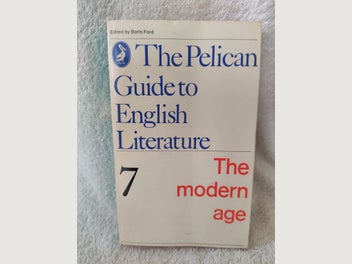 Edited by Boris Ford
The Pelican
Guide to
English
Literature
7
The
modern
age